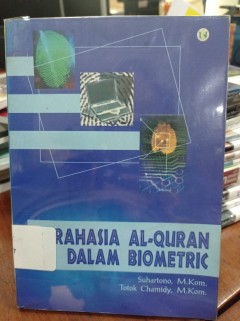 RAHASIA AL-QURAN
DALAM BIOMETRIC
Suhartono, M.Kom.
Totok Chamidy, M.Kom.